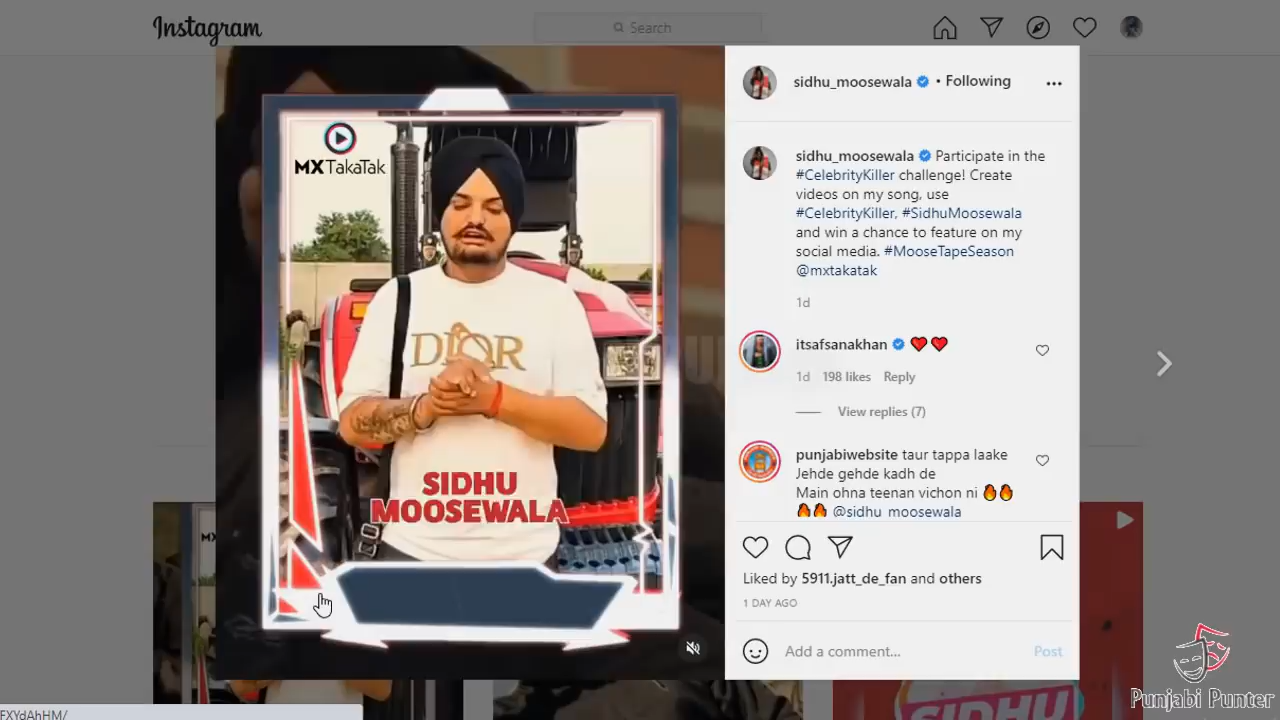 Instagram
Search
MXTakaTak
DIOR
SIDHU
MOOSEWALA
sidhu_moosewala • Following
sidhu_moosewala Participate in the
#CelebrityKiller challenge! Create
videos on my song, use
#CelebrityKiller, #SidhuMoosewala
and win a chance to feature on my
social media. #MooseTapeSeason
@mxtakatak
1d
itsafsanakhan ❤❤
1d 198 likes Reply
View replies (7)
punjabiwebsite taur tappa laake
Jehde gehde kadh de
Main ohna teenan vichon ni 🔥🔥
🔥🔥 @sidhu_moosewala
Liked by 5911.jatt_de_fan and others
1 DAY AGO
Add a comment...
Post
SIDHU
Punjabi Punter
FXYdAhHM/